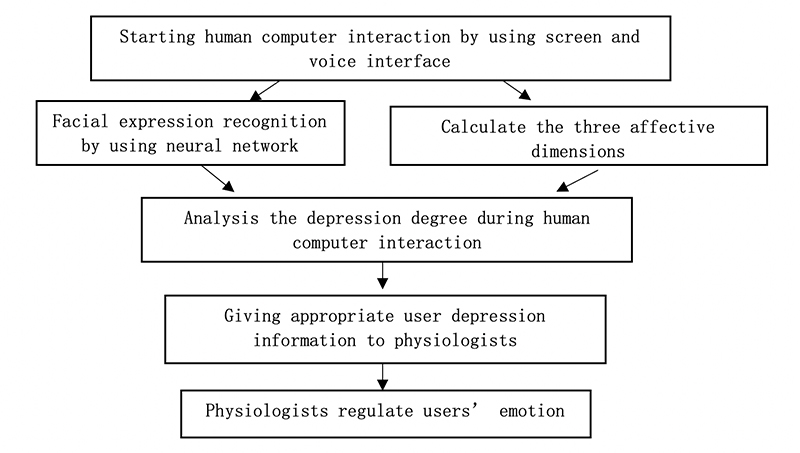 Starting human computer interaction by using screen and
voice interface
Facial expression recognition
by using neural network
Calculate the three affective
dimensions
Analysis the depression degree during human
computer interaction
Giving appropriate user depression
information to physiologists
Physiologists regulate users’ emotion